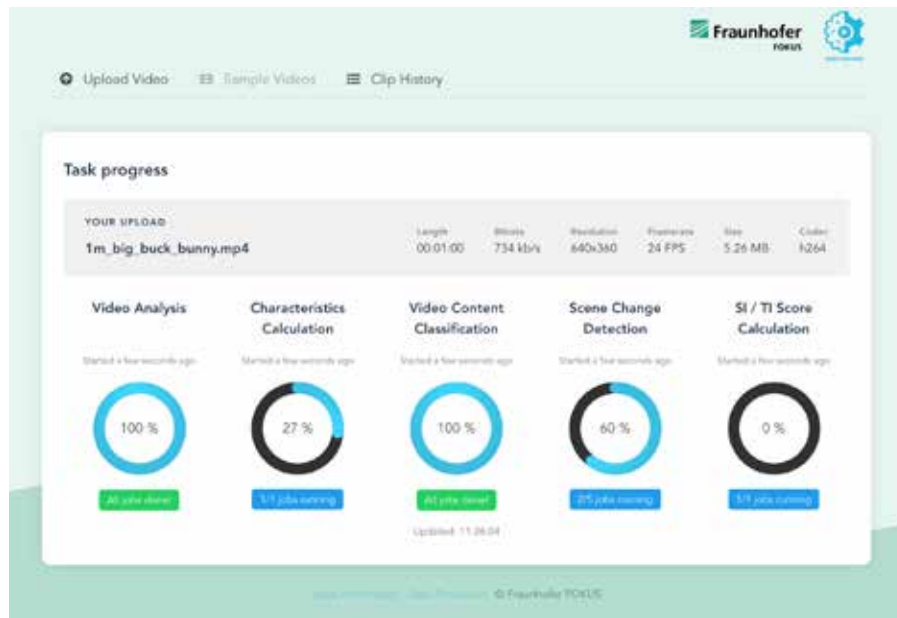 Fraunhofer
FOKUS
Upload Video Sample Videos Clip History
Task progress
YOUR UPLOAD
1m_big_buck_bunny.mp4
Length Bitrate Resolution Framerate Size Codec
00:01:00 734 kb/s 640x360 24 FPS 5.26 MB h264
Video Analysis
Characteristics
Calculation
Video Content
Classification
Scene Change
Detection
SI / TI Score
Calculation
Started a few seconds ago Started a few seconds ago Started a few seconds ago Started a few seconds ago Started a few seconds ago
100 % 27 % 100 % 60 % 0 %
All jobs done! 1/1 jobs running All jobs done! 2/5 jobs running 1/1 jobs running
Updated: 11:26:04
© Fraunhofer FOKUS